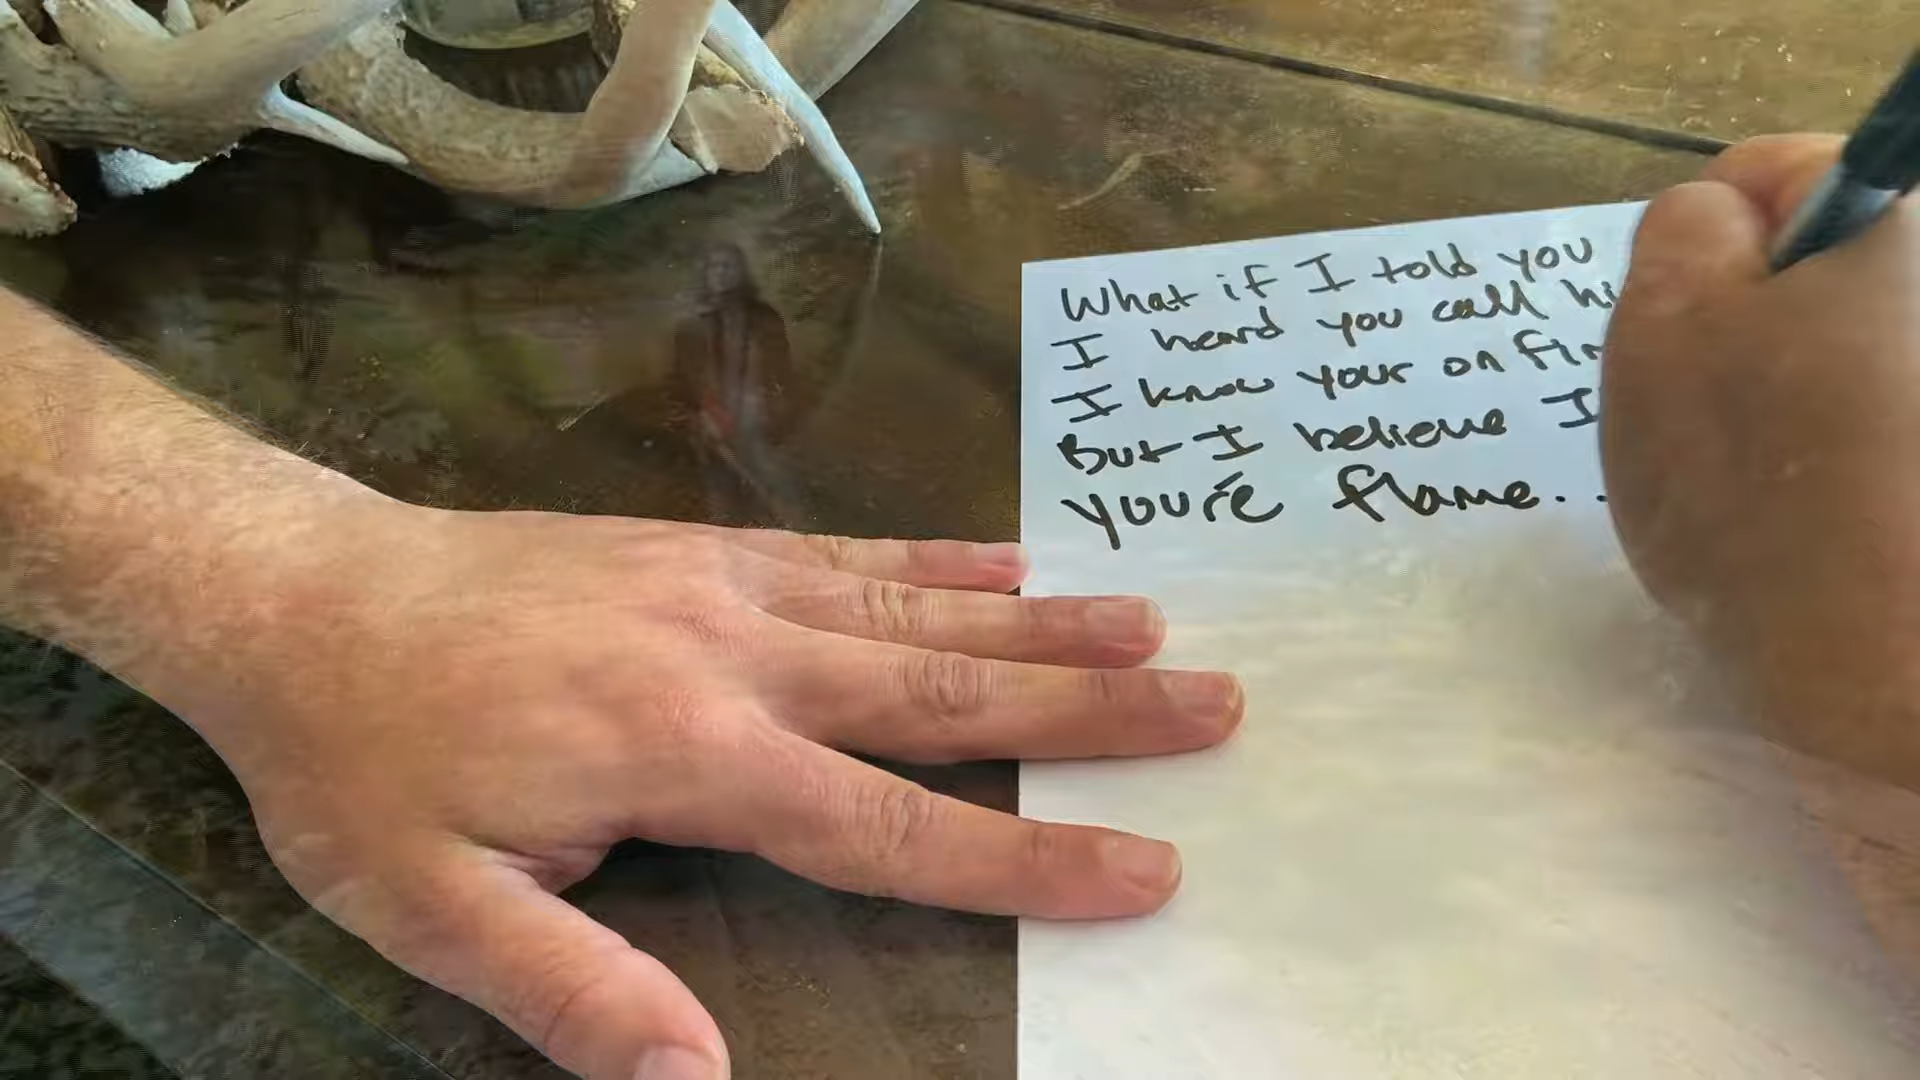 What if I told you
I heard you call
I know your on
But I believe
you're flame..